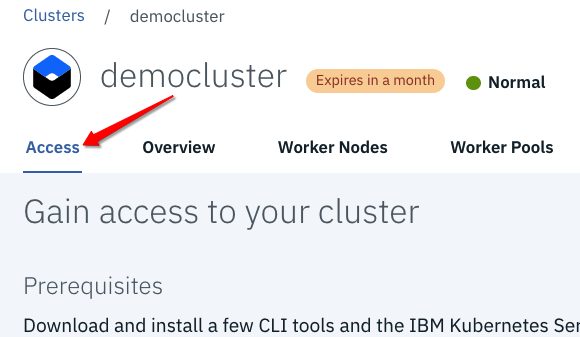 Clusters / democluster
democluster Expires in a month Normal
Access Overview Worker Nodes Worker Pools
Gain access to your cluster
Prerequisites
Download and install a few CLI tools and the IBM Kubernetes Ser